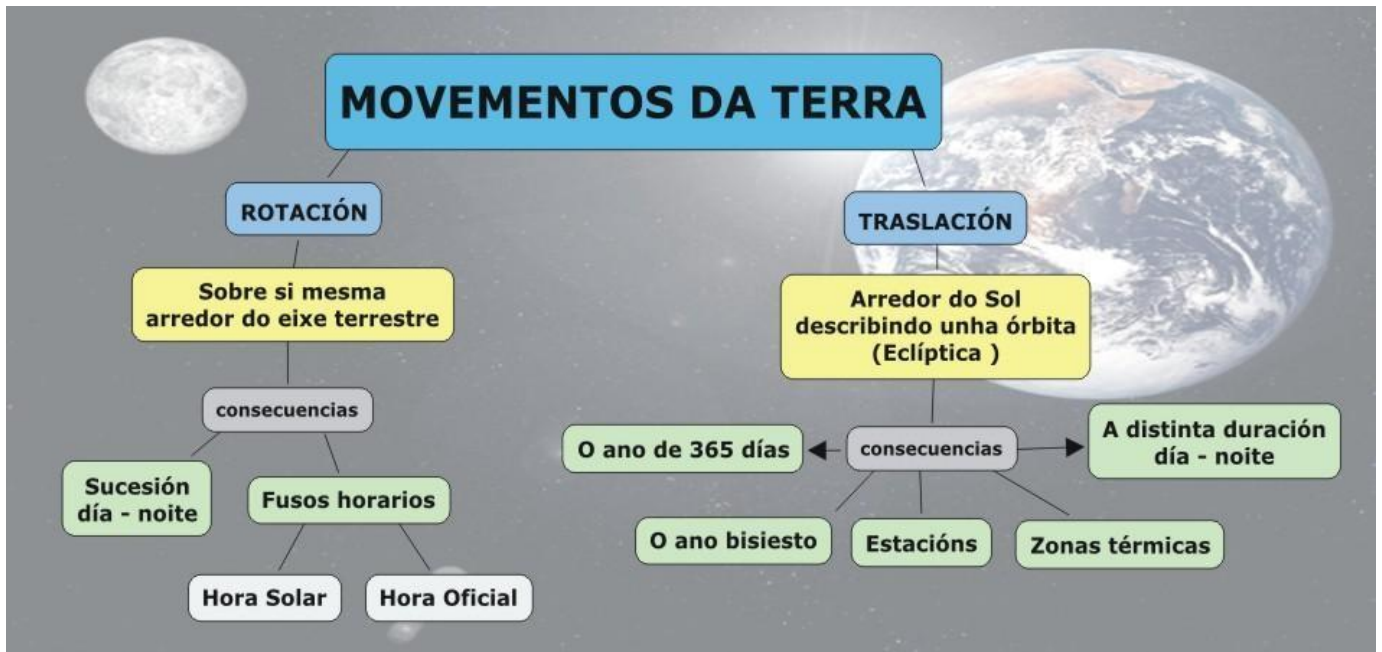 MOVEMENTOS DA TERRA
ROTACIÓN
Sobre si mesma
arredor do eixe terrestre
consecuencias
Sucesión
día - noite
Fusos horarios
Hora Solar
Hora Oficial
TRASLACIÓN
Arredor do Sol
describindo unha órbita
(Eclíptica )
consecuencias
O ano de 365 días
A distinta duración
día - noite
O ano bisiesto
Estacións
Zonas térmicas